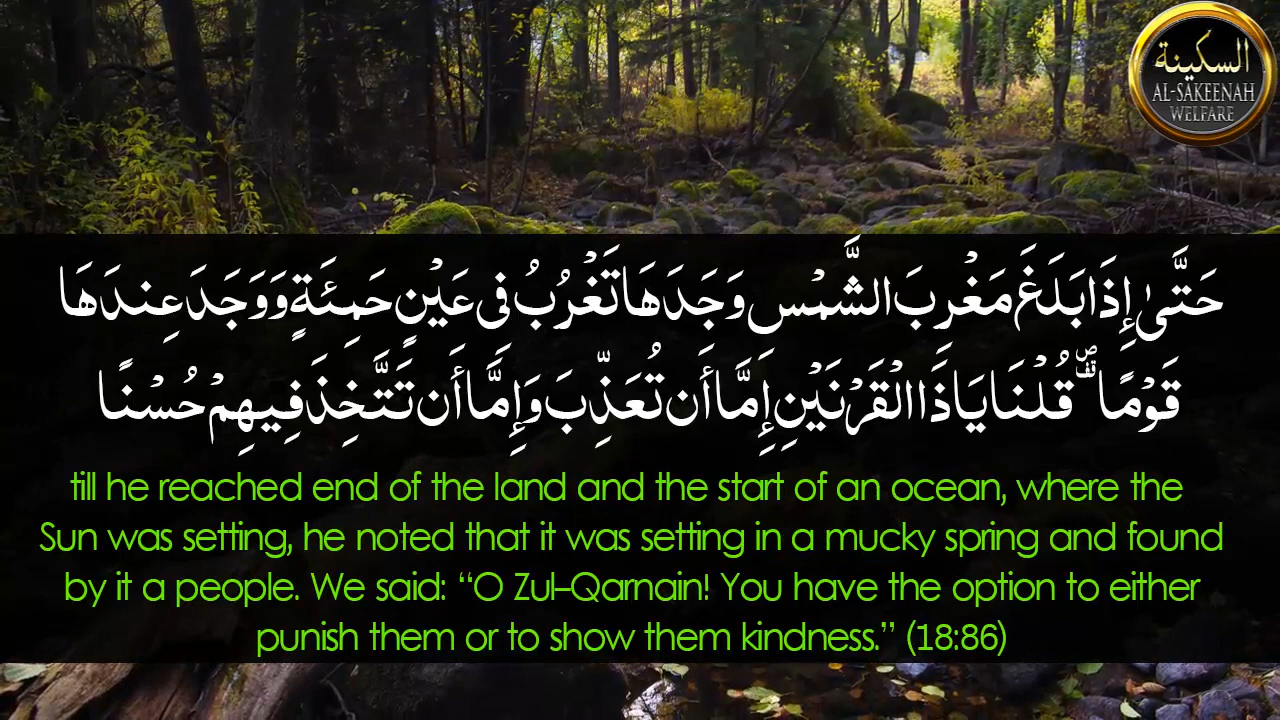 السكينة
AL-SAKEENAH
WELFARE
حَتَّىٰ إِذَا بَلَغَ مَغْرِبَ الشَّمْسِ وَجَدَهَا تَغْرُبُ فِي عَيْنٍ حَمِئَةٍ وَوَجَدَ عِندَهَا
قَوْمًا ۗ قُلْنَا يَا ذَا الْقَرْنَيْنِ إِمَّا أَن تُعَذِّبَ وَإِمَّا أَن تَتَّخِذَ فِيهِمْ حُسْنًا
till he reached end of the land and the start of an ocean, where the
Sun was setting, he noted that it was setting in a mucky spring and found
by it a people. We said: “O Zul-Qarnain! You have the option to either
punish them or to show them kindness.” (18:86)